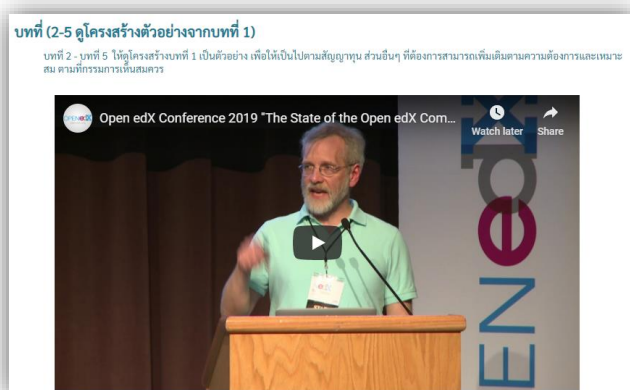 บทที่ (2-5 ดูโครงสร้างตัวอย่างจากบทที่ 1)
บทที่ 2 - บทที่ 5 ให้ดูโครงสร้างบทที่ 1 เป็นตัวอย่าง เพื่อให้เป็นไปตามสัญญาทุน ส่วนอื่นๆ ที่ต้องการสามารถเพิ่มเติมตามความต้องการและเหมาะ
สม ตามที่กรรมการเห็นสมควร
OPENedX
Open edX Conference 2019 "The State of the Open edX Com...
Watch later
Share
EN edX